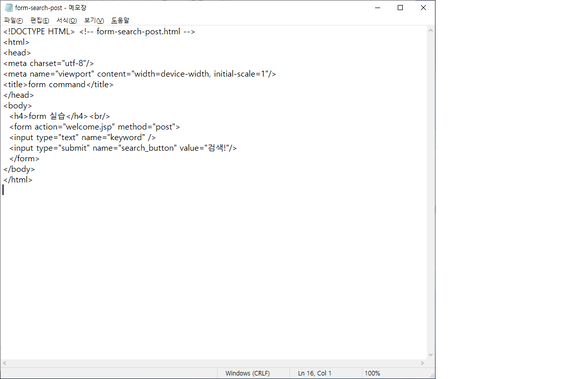 form-search-post - 메모장
파일(F) 편집(E) 서식(O) 보기(V) 도움말
<!DOCTYPE HTML> <!-- form-search-post.html -->
<html>
<head>
<meta charset="utf-8"/>
<meta name="viewport" content="width=device-width, initial-scale=1"/>
<title>form command</title>
</head>
<body>
<h4>form 실습</h4><br/>
<form action="welcome.jsp" method="post">
<input type="text" name="keyword" />
<input type="submit" name="search_button" value="검색!"/>
</form>
</body>
</html>
Windows (CRLF) Ln 16, Col 1 100%